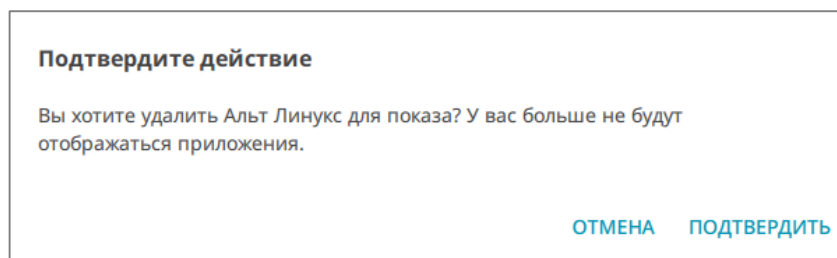 Подтвердите действие
Вы хотите удалить Альт Линукс для показа? У вас больше не будут
отображаться приложения.
ОТМЕНА ПОДТВЕРДИТЬ